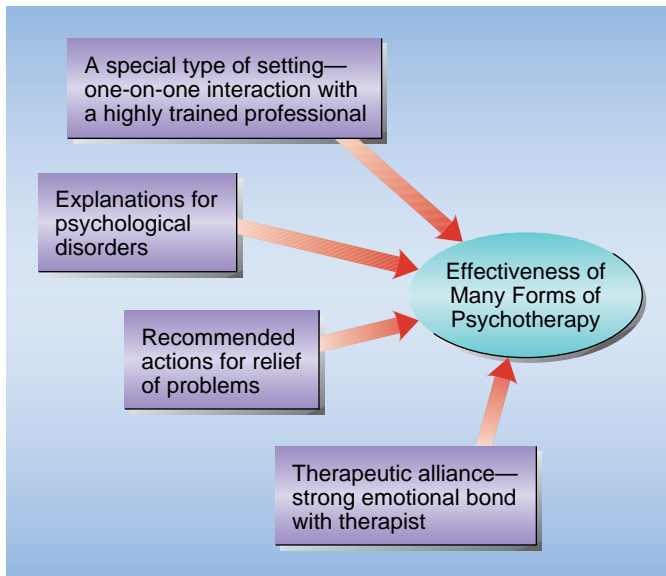 A special type of setting—
one-on-one interaction with
a highly trained professional
Explanations for
psychological
disorders
Effectiveness of
Many Forms of
Psychotherapy
Recommended
actions for relief
of problems
Therapeutic alliance—
strong emotional bond
with therapist